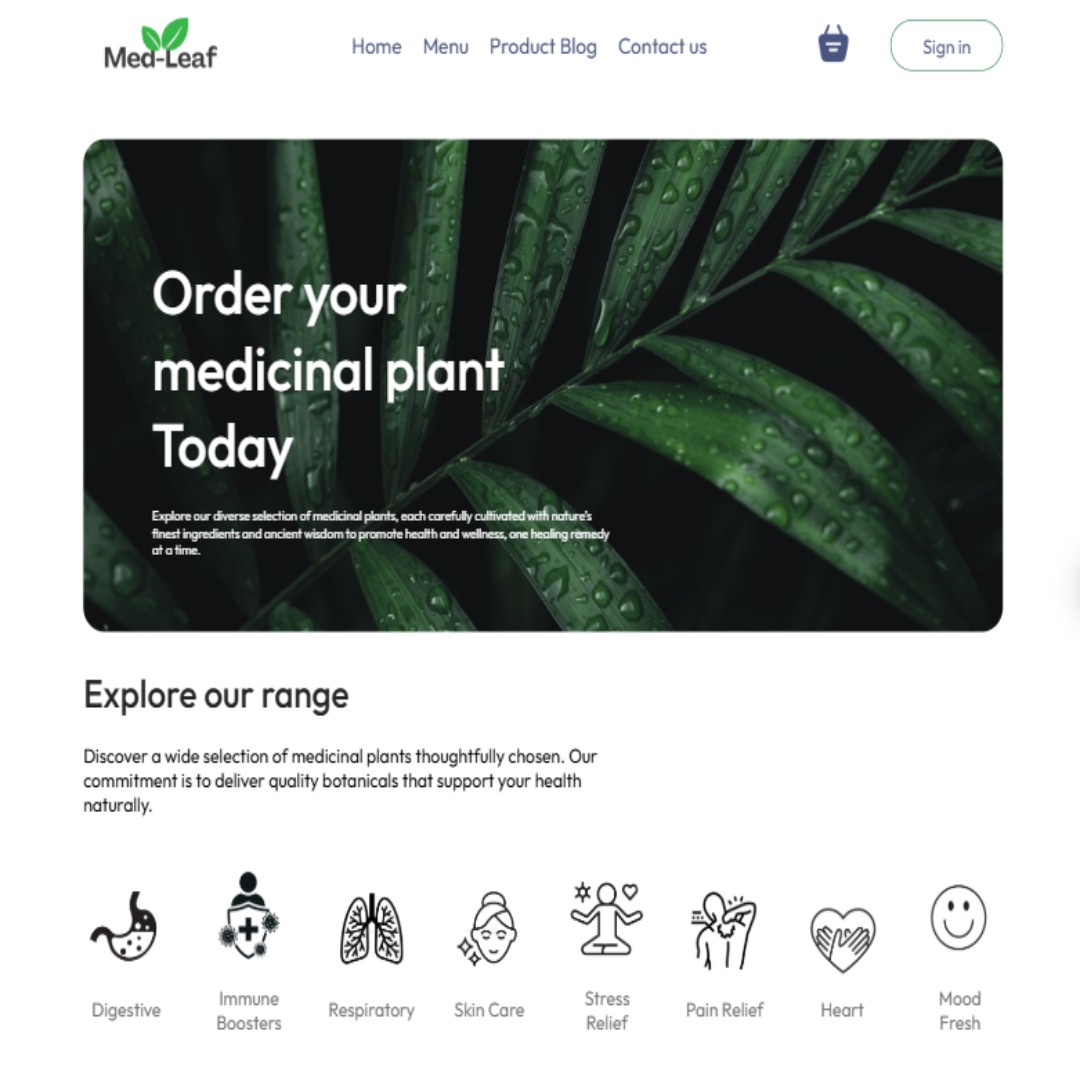 Med-Leaf
Home Menu Product Blog Contact us
Sign in
Order your
medicinal plant
Today
Explore our diverse selection of medicinal plants, each carefully cultivated with nature's
finest ingredients and ancient wisdom to promote health and wellness, one healing remedy
at a time.
Explore our range
Discover a wide selection of medicinal plants thoughtfully chosen. Our
commitment is to deliver quality botanicals that support your health
naturally.
Digestive
Immune
Boosters
Respiratory
Skin Care
Stress
Relief
Pain Relief
Heart
Mood
Fresh